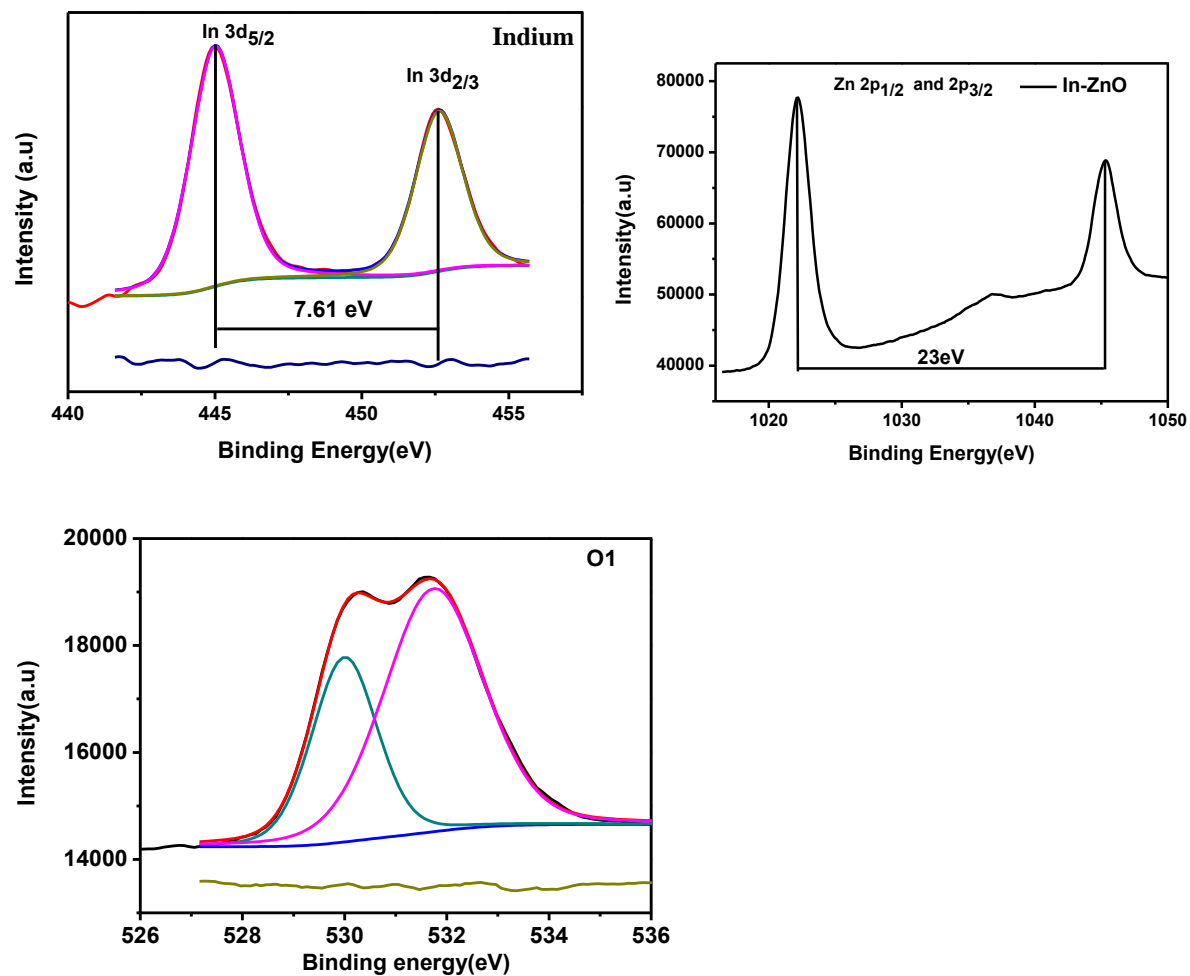 In 3d5/2
Indium
In 3d2/3
Intensity (a.u)
7.61 eV
440
445
450
455
Binding Energy(eV)
Zn 2p1/2 and 2p3/2
In-ZnO
80000
70000
60000
50000
40000
Intensity(a.u)
23eV
1020
1030
1040
1050
Binding Energy(eV)
O1
20000
18000
16000
14000
Intensity(a.u)
526
528
530
532
534
536
Binding energy(eV)